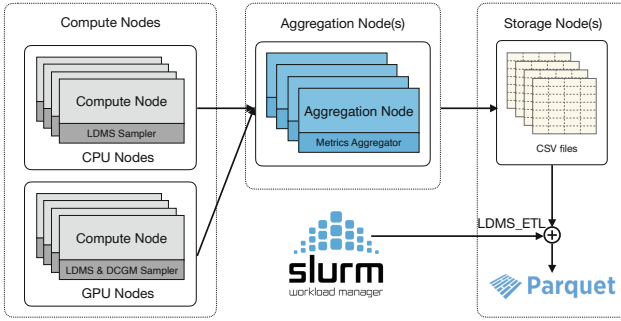 Compute Nodes
Aggregation Node(s)
Storage Node(s)
Compute Node
LDMS Sampler
CPU Nodes
Aggregation Node
Metrics Aggregator
CSV files
Compute Node
LDMS & DCGM Sampler
GPU Nodes
slurm
workload manager
LDMS_ETL
Parquet